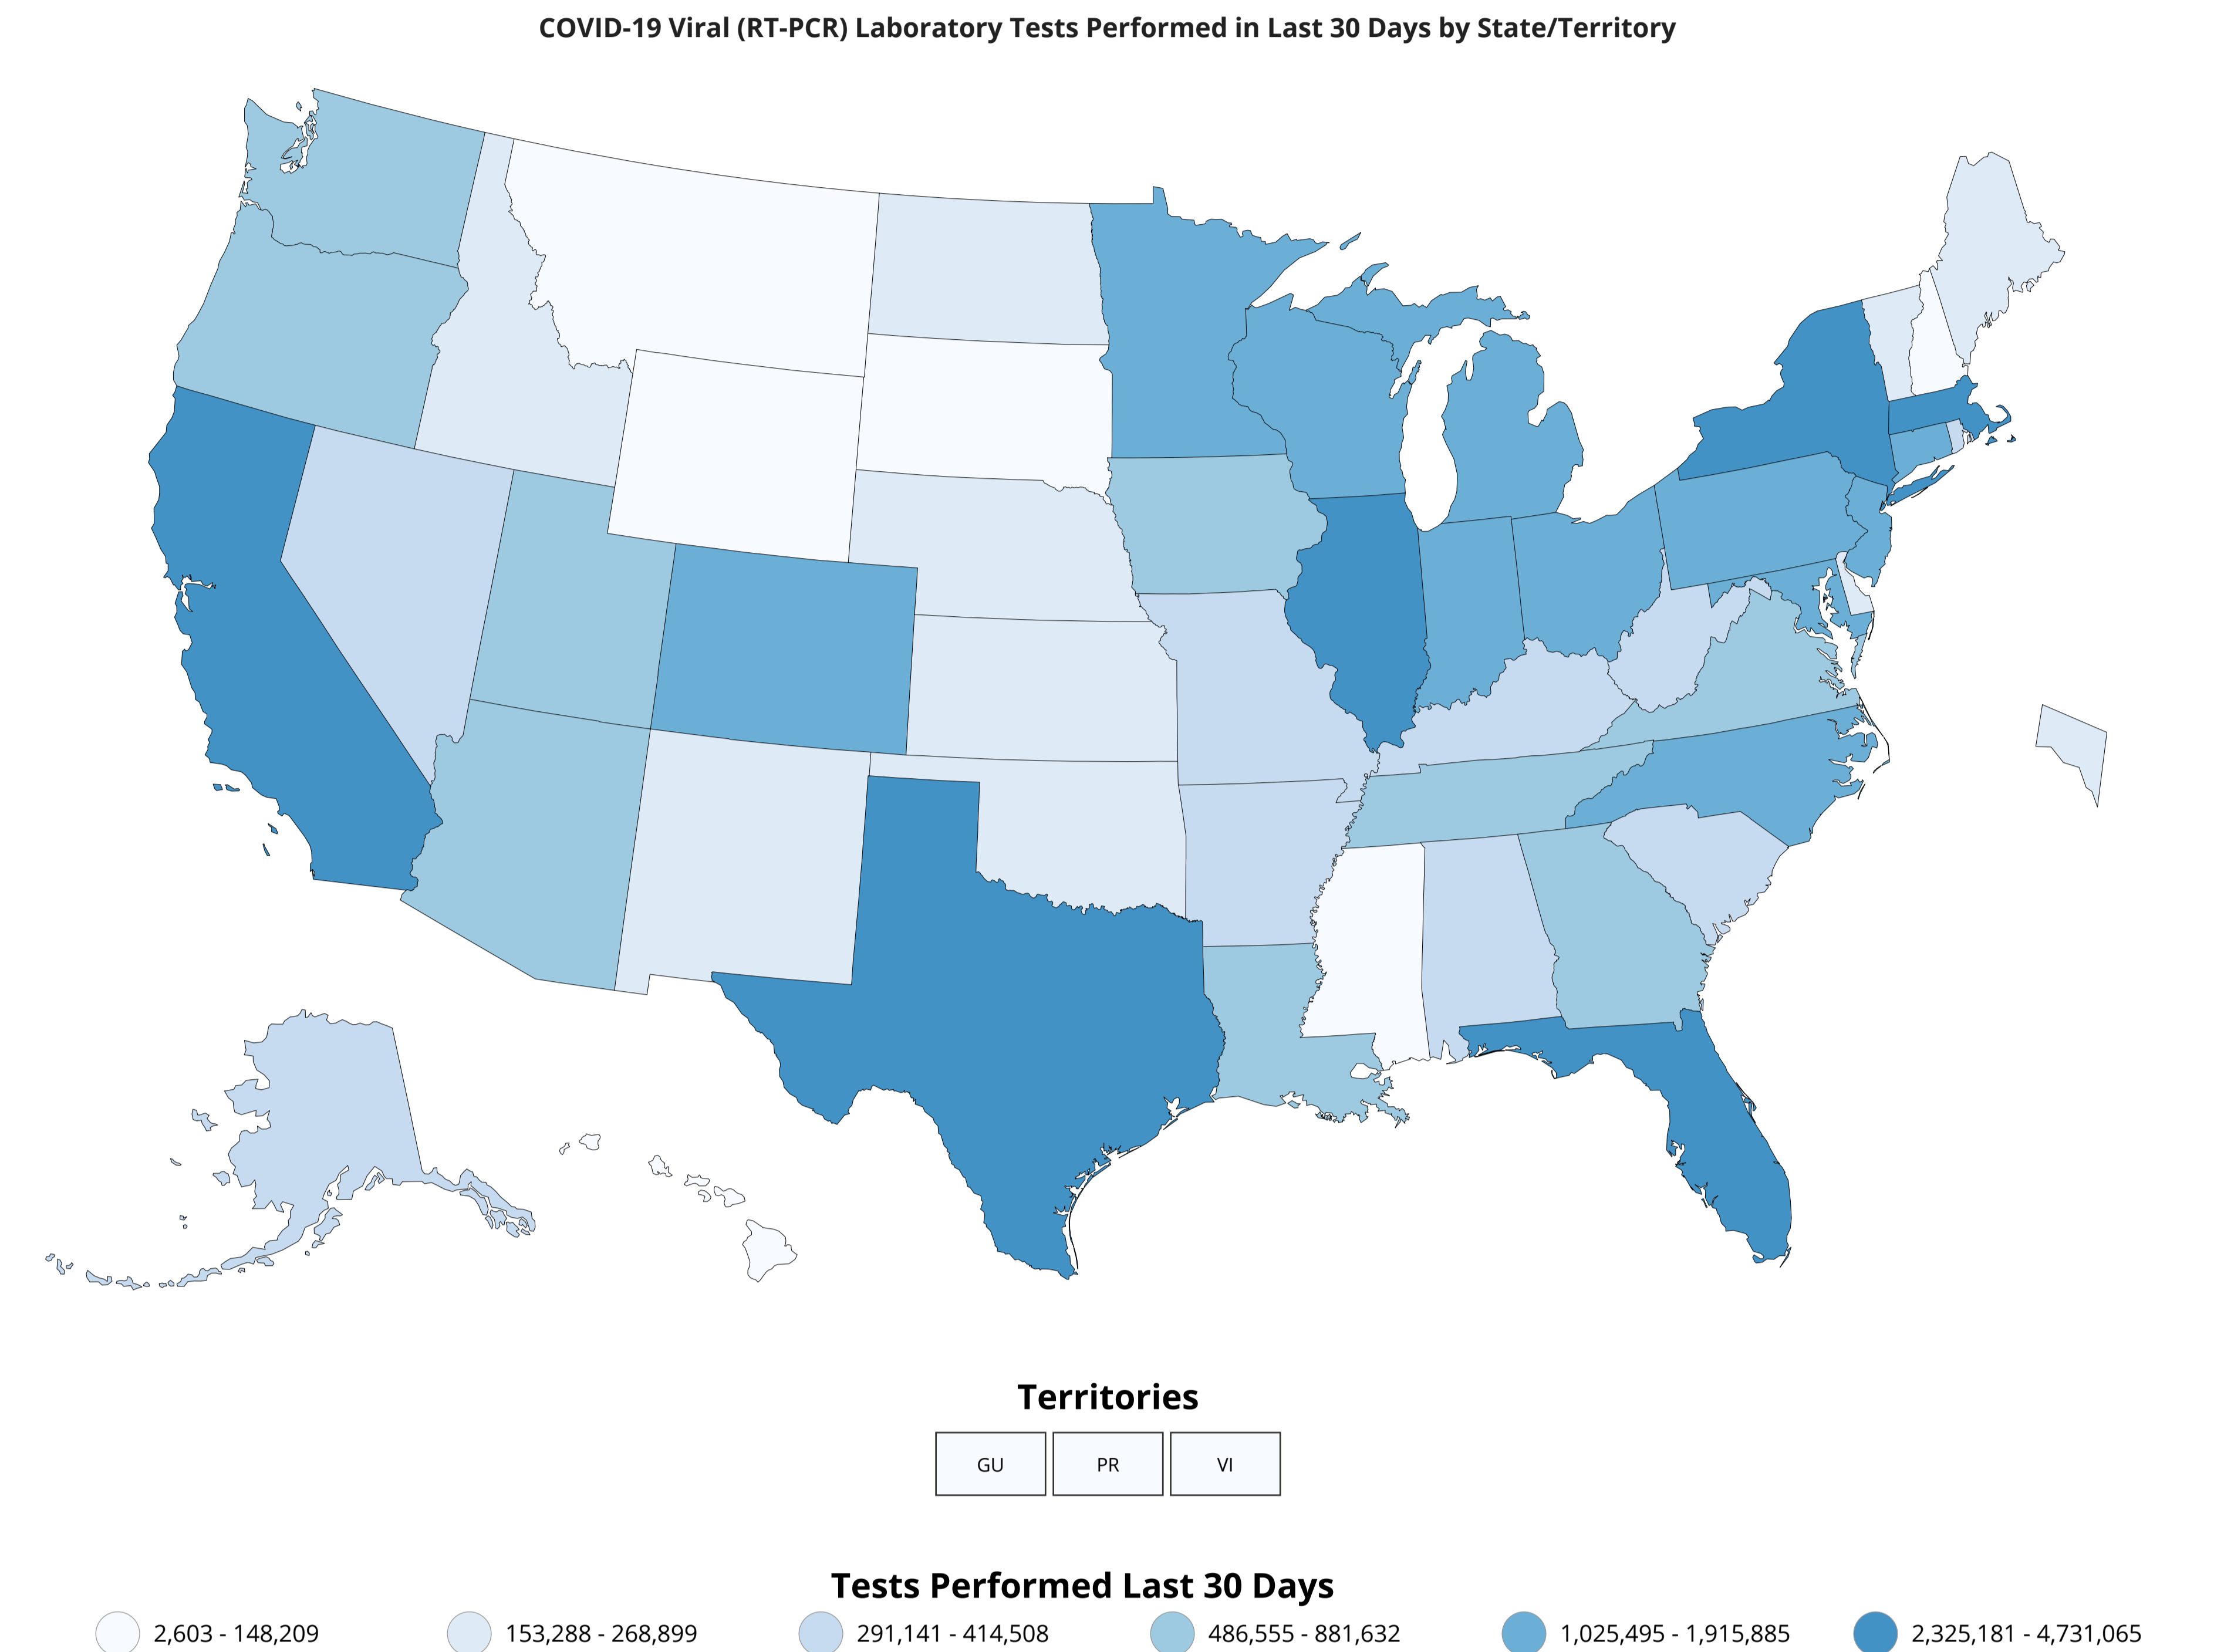 COVID-19 Viral (RT-PCR) Laboratory Tests Performed in Last 30 Days by State/Territory
Territories
GU PR VI
Tests Performed Last 30 Days
2,603 - 148,209 153,288 - 268,899 291,141 - 414,508 486,555 - 881,632 1,025,495 - 1,915,885 2,325,181 - 4,731,065